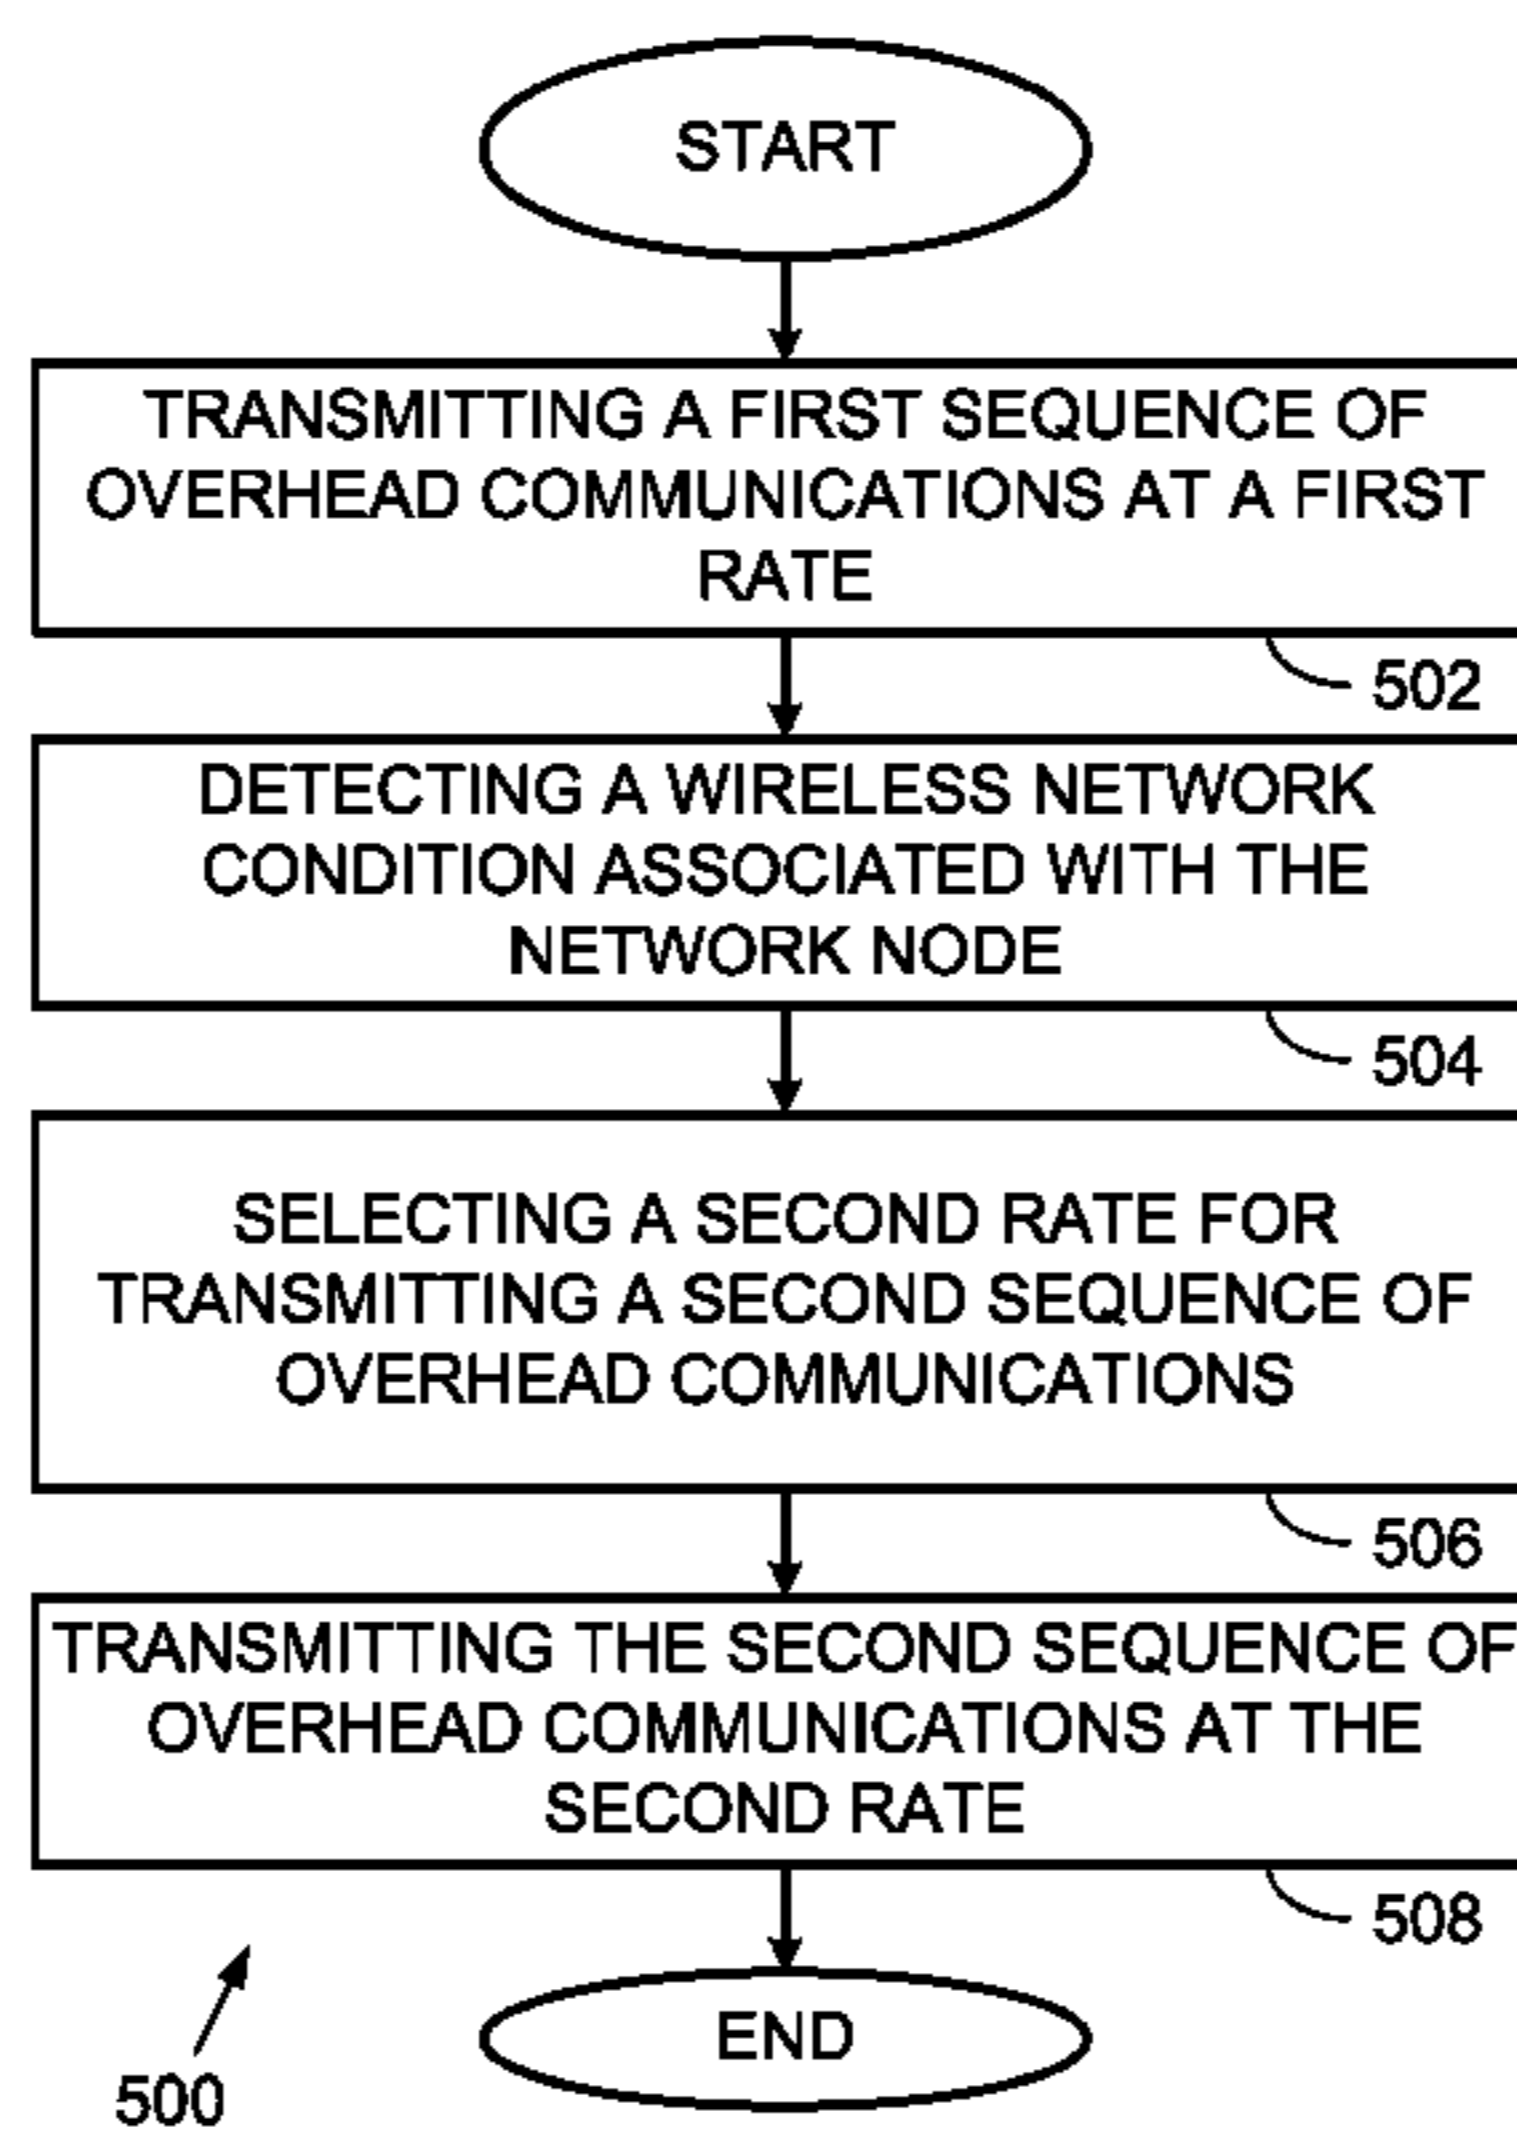 START
TRANSMITTING A FIRST SEQUENCE OF
OVERHEAD COMMUNICATIONS AT A FIRST
RATE
502
DETECTING A WIRELESS NETWORK
CONDITION ASSOCIATED WITH THE
NETWORK NODE
504
SELECTING A SECOND RATE FOR
TRANSMITTING A SECOND SEQUENCE OF
OVERHEAD COMMUNICATIONS
506
TRANSMITTING THE SECOND SEQUENCE OF
OVERHEAD COMMUNICATIONS AT THE
SECOND RATE
508
END
500